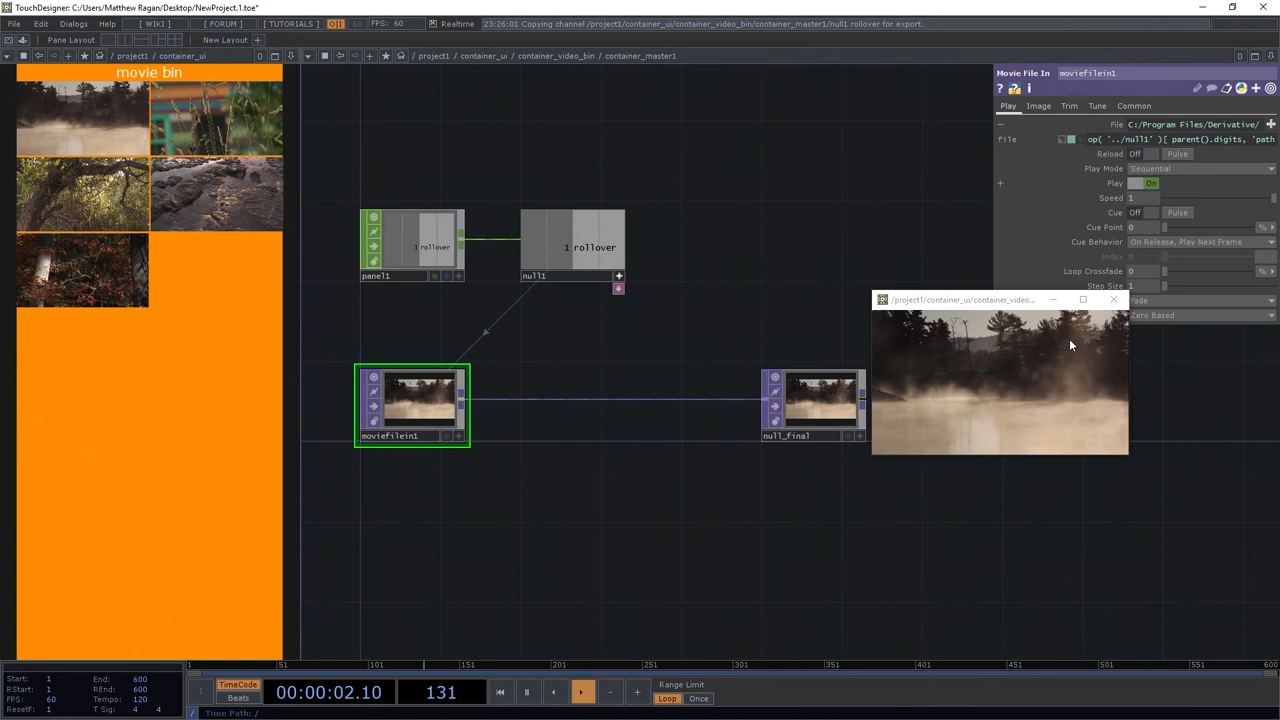 TouchDesigner: C:/Users/Matthew Ragan/Desktop/NewProject.1.toe*
File Edit Dialogs Help [ WIKI ] [ FORUM ] [ TUTORIALS ] O|I 60 FPS: 60 Realtime 23:26:01 Copying channel /project1/container_ui/container_video_bin/container_master1/null1 rollover for export.
Pane Layout New Layout +
/ project1 / container_ui 0
/ project1 / container_ui / container_video_bin / container_master1 0
movie bin
Movie File In moviefilein1
? ? i
Play Image Trim Tune Common
File C:/Program Files/Derivative/
file op( '../null1' )[ parent().digits, 'path
Reload Off Pulse
Play Mode Sequential
Play On
Speed 1
Cue Off Pulse
Cue Point 0 %
Cue Behavior On Release, Play Next Frame
Index 0
Loop Crossfade 0 %
Step Size 1
Fade
Zero Based
1 rollover
panel1
1 rollover
null1
/project1/container_ui/container_video...
moviefilein1
null_final
1 51 101 151 201 251 301 351 401 451 501 551 600
Start: 1 End: 600
RStart: 1 REnd: 600
FPS: 60 Tempo: 120
ResetF: 1 T Sig: 4 4
TimeCode
Beats
00:00:02.10
131
Range Limit
Loop Once
/ Time Path: /